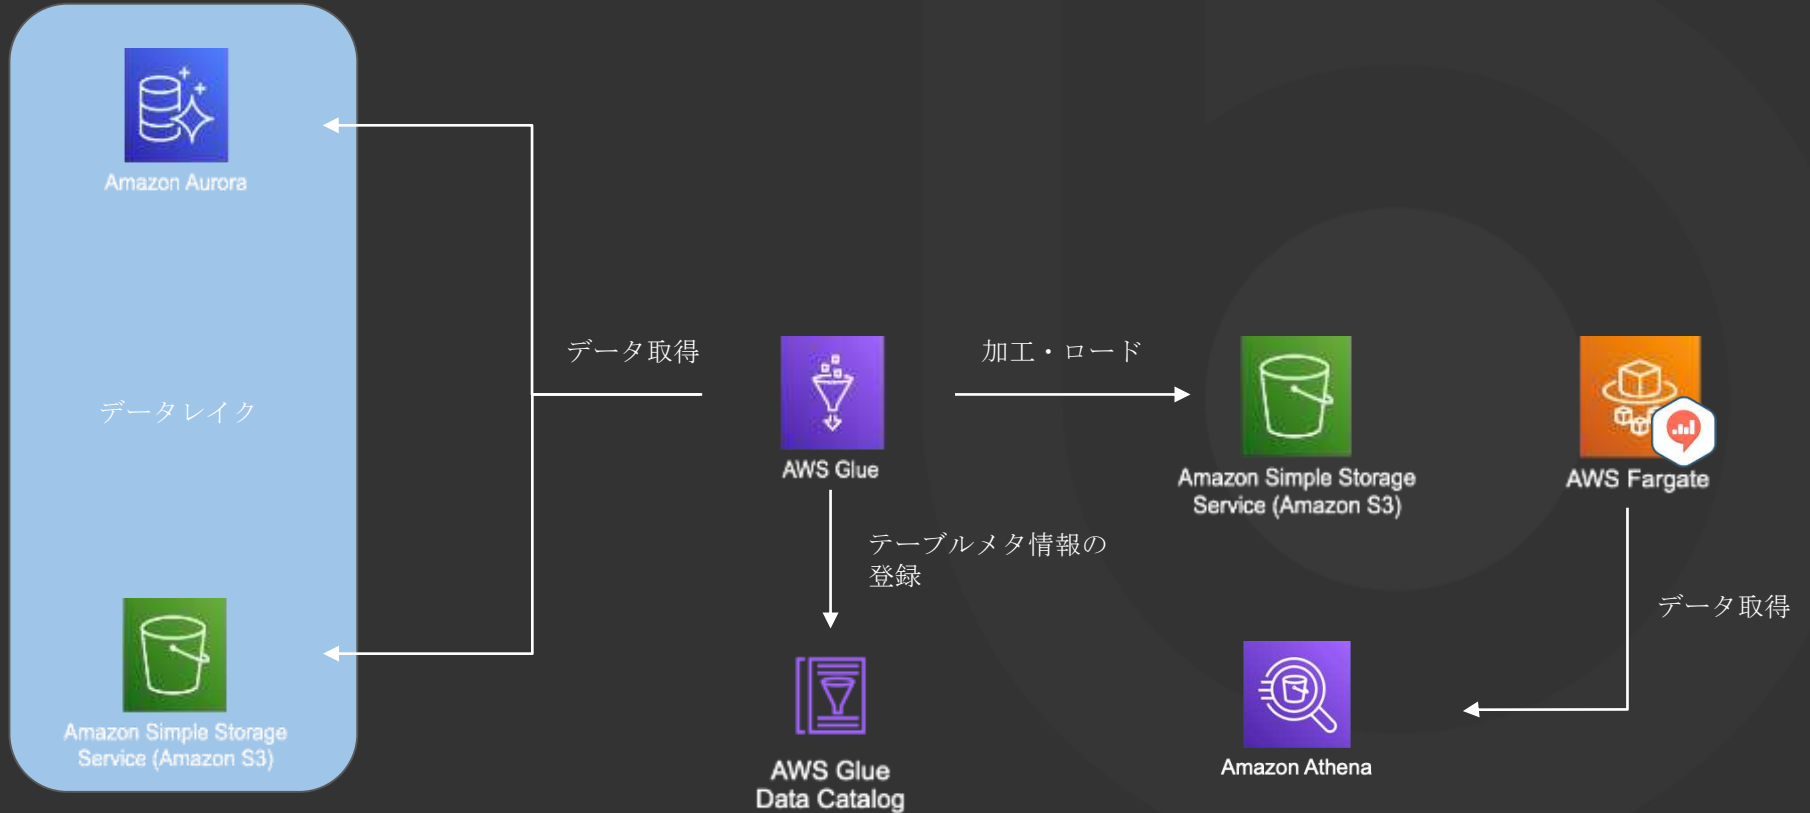 Amazon Aurora
データレイク
Amazon Simple Storage
Service (Amazon S3)
データ取得
AWS Glue
加工・ロード
テーブルメタ情報の
登録
AWS Glue
Data Catalog
Amazon Simple Storage
Service (Amazon S3)
AWS Fargate
データ取得
Amazon Athena